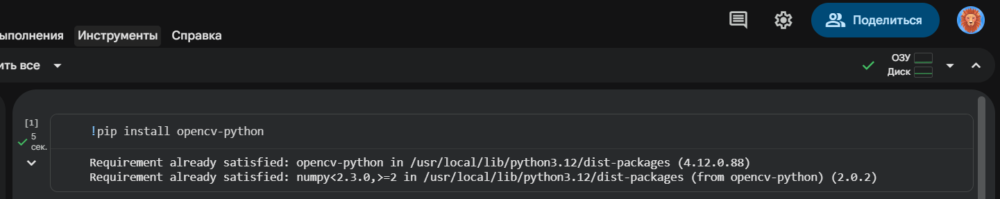 Поделиться
Инструменты Справка
все
ОЗУ
Диск
[1]
5
сек.
!pip install opencv-python
Requirement already satisfied: opencv-python in /usr/local/lib/python3.12/dist-packages (4.12.0.88)
Requirement already satisfied: numpy<2.3.0,>=2 in /usr/local/lib/python3.12/dist-packages (from opencv-python) (2.0.2)